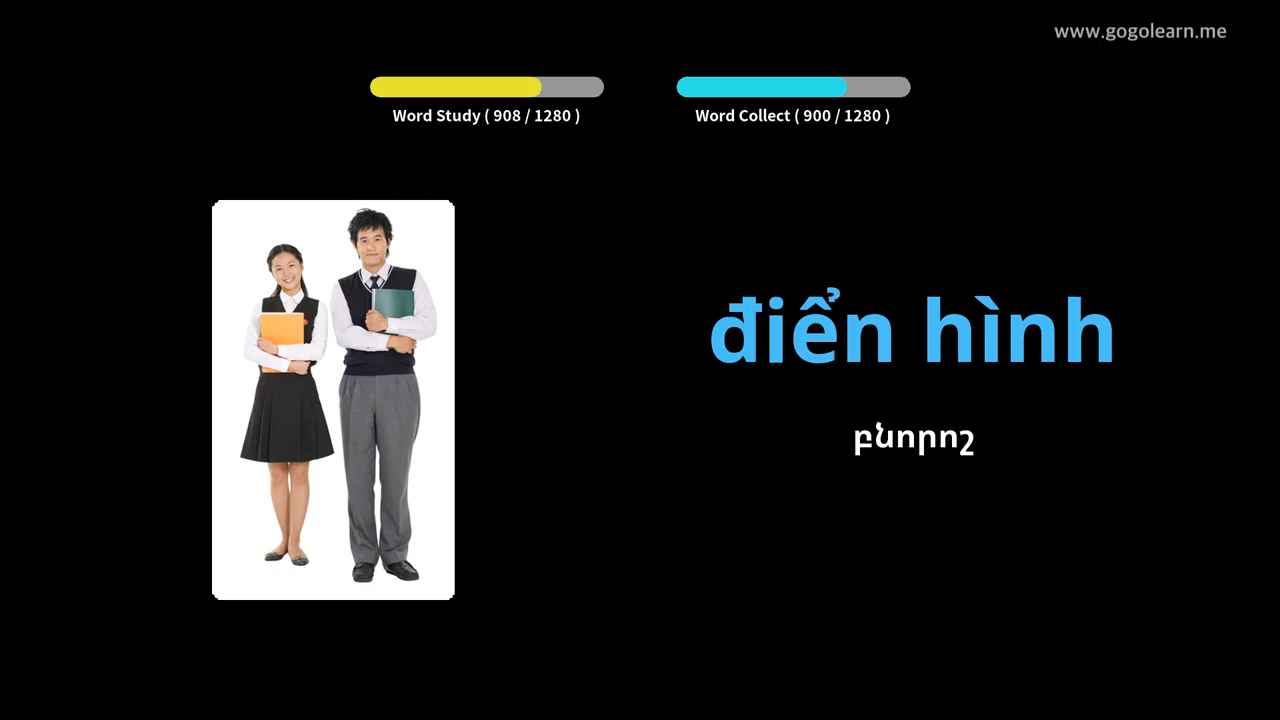 www.gogolearn.me
Word Study ( 908 / 1280 )
Word Collect ( 900 / 1280 )
điển hình
բնորոշ